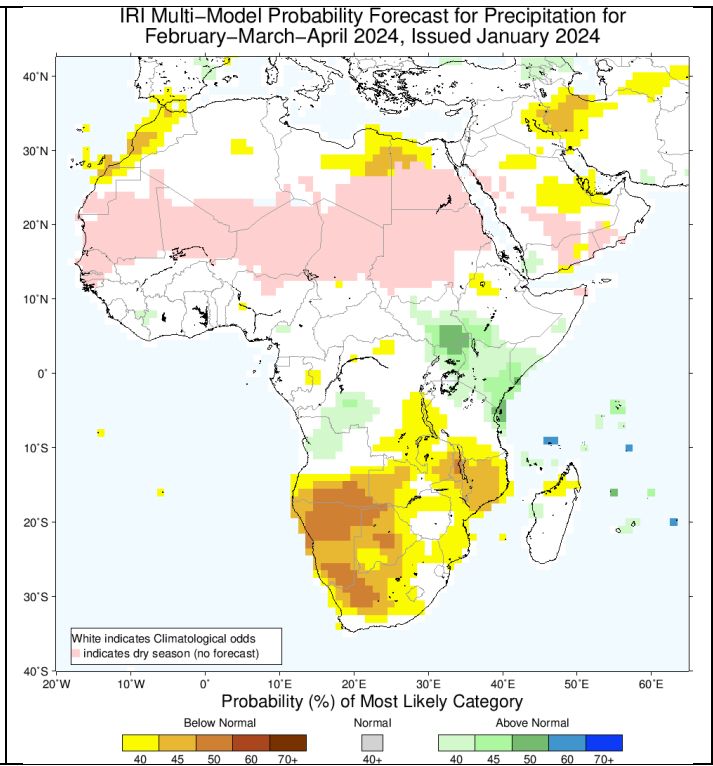 IRI Multi−Model Probability Forecast for Precipitation for
February−March−April 2024, Issued January 2024
40˚N
30˚N
20˚N
10˚N
0˚
10˚S
20˚S
30˚S
40˚S
White indicates Climatological odds
indicates dry season (no forecast)
20˚W 10˚W 0˚ 10˚E 20˚E 30˚E 40˚E 50˚E 60˚E
Probability (%) of Most Likely Category
Below Normal Normal Above Normal
40 45 50 60 70+ 40+ 40 45 50 60 70+